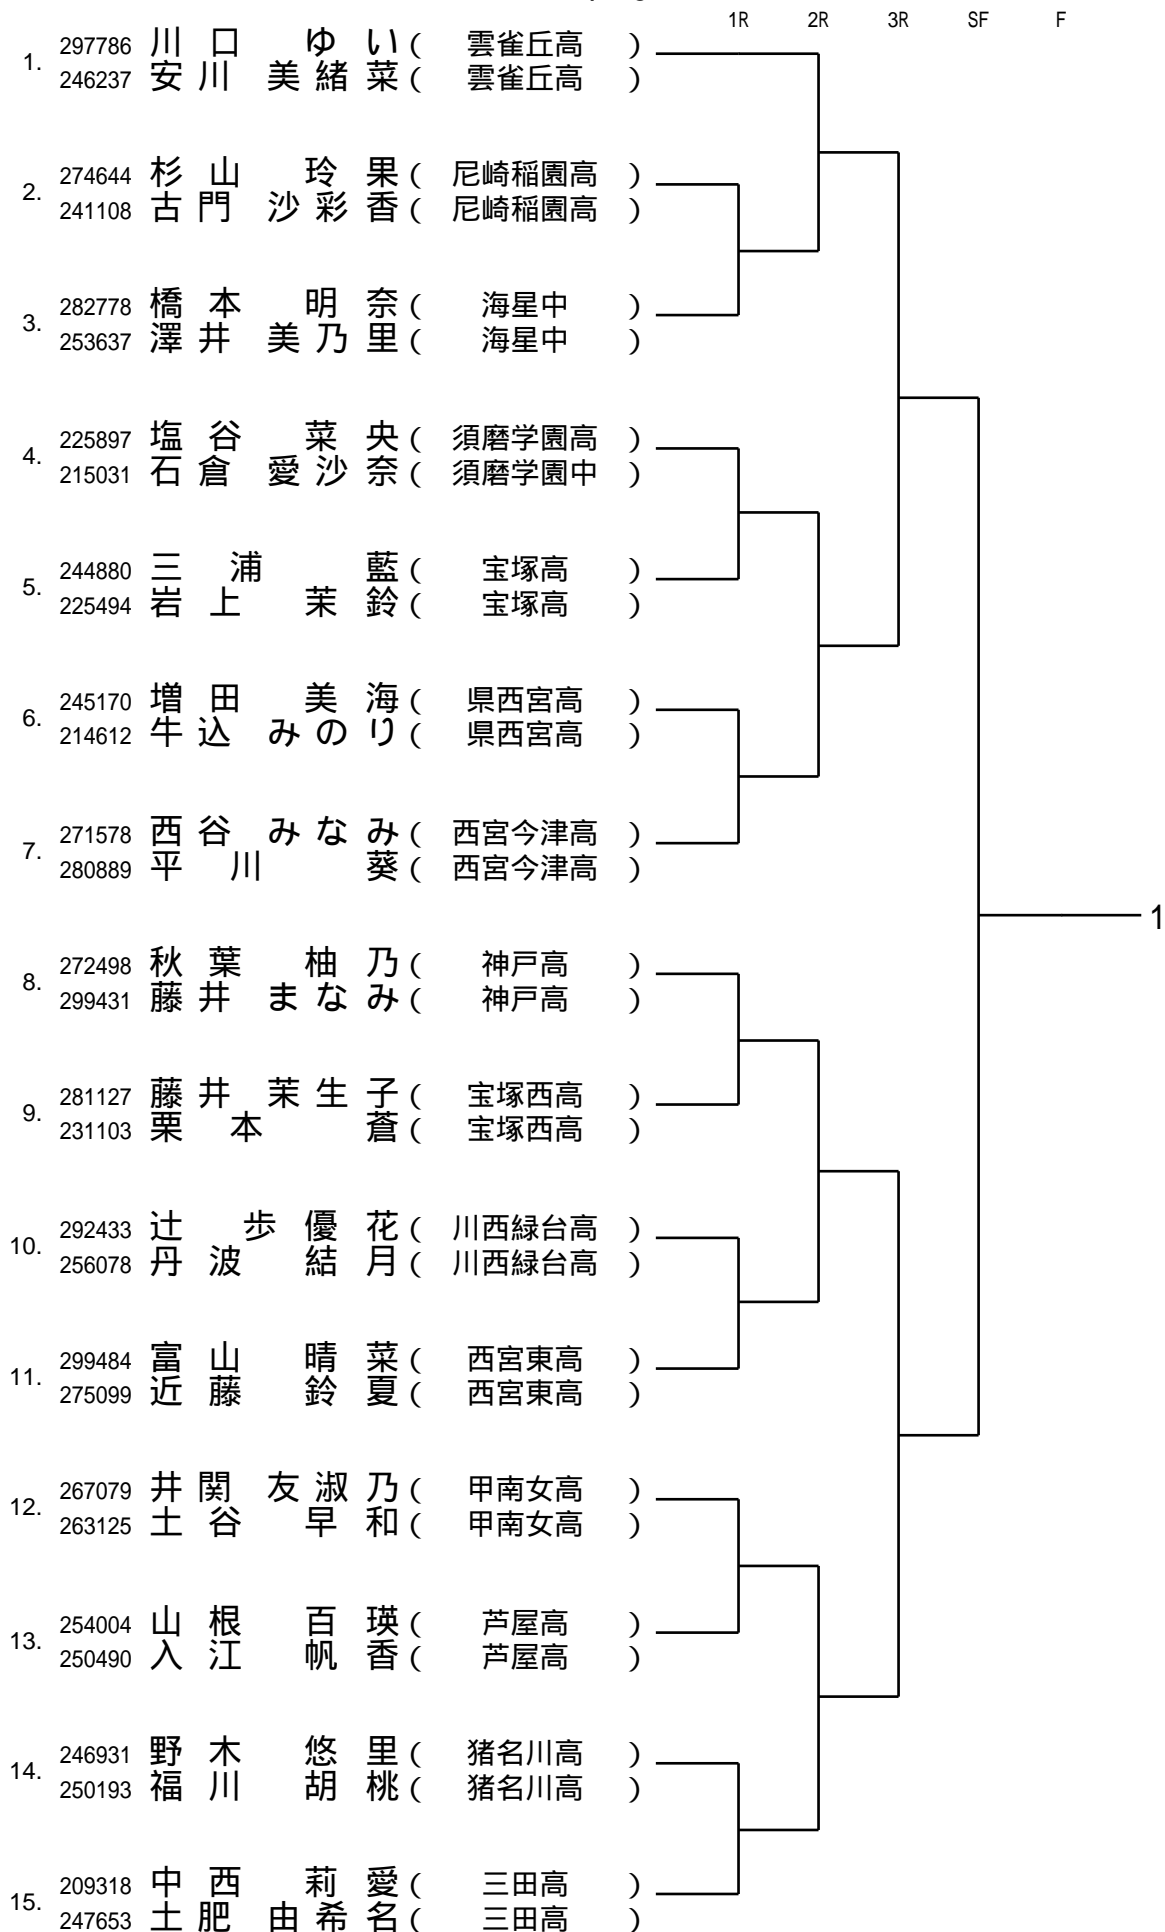 1R 2R 3R SF F
1. 297786 川口 ゆい ( 雲雀丘高 )
246237 安川 美緒菜 ( 雲雀丘高 )
2. 274644 杉山 玲果 ( 尼崎稲園高 )
241108 古門 沙彩香 ( 尼崎稲園高 )
3. 282778 橋本 明奈 ( 海星中 )
253637 澤井 美乃里 ( 海星中 )
4. 225897 塩谷 菜央 ( 須磨学園高 )
215031 石倉 愛沙奈 ( 須磨学園中 )
5. 244880 三浦 藍 ( 宝塚高 )
225494 岩上 茉鈴 ( 宝塚高 )
6. 245170 増田 美海 ( 県西宮高 )
214612 牛込 みのり ( 県西宮高 )
7. 271578 西谷 みなみ ( 西宮今津高 )
280889 平川 葵 ( 西宮今津高 )
1
8. 272498 秋葉 柚乃 ( 神戸高 )
299431 藤井 まなみ ( 神戸高 )
9. 281127 藤井 茉生子 ( 宝塚西高 )
231103 栗本 蒼 ( 宝塚西高 )
10. 292433 辻 歩優花 ( 川西緑台高 )
256078 丹波 結月 ( 川西緑台高 )
11. 299484 富山 晴菜 ( 西宮東高 )
275099 近藤 鈴夏 ( 西宮東高 )
12. 267079 井関 友淑乃 ( 甲南女高 )
263125 土谷 早和 ( 甲南女高 )
13. 254004 山根 百瑛 ( 芦屋高 )
250490 入江 帆香 ( 芦屋高 )
14. 246931 野木 悠里 ( 猪名川高 )
250193 福川 胡桃 ( 猪名川高 )
15. 209318 中西 莉愛 ( 三田高 )
247653 土肥 由希名 ( 三田高 )